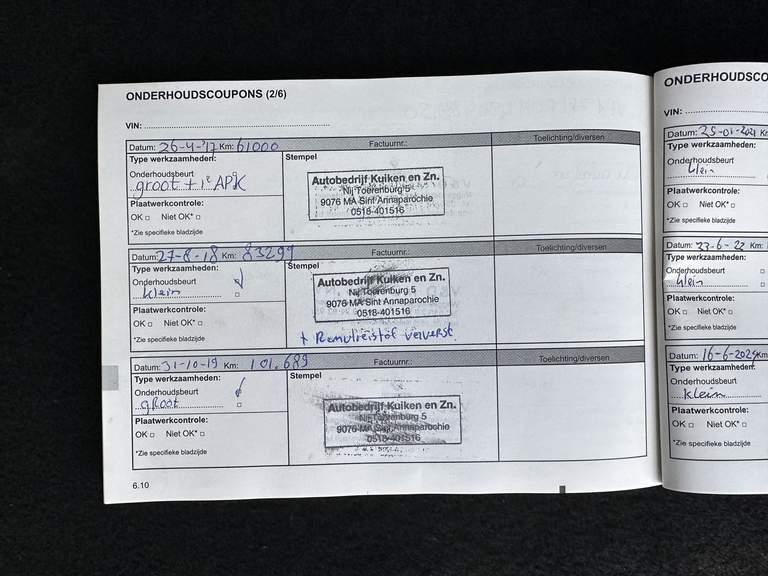 ONDERHOUDSCOUPONS (2/6)
VIN:
Datum: 26-4-'17 Km: 61000 Factuurnr.: Toelichting/diversen
Type werkzaamheden: Stempel
Onderhoudsbeurt
groot + 1e APK
Plaatwerkcontrole:
OK Niet OK*
*Zie specifieke bladzijde
Autobedrijf Kuiken en Zn.
Nij Toerenburg 5
9076 MA Sint Annaparochie
0518-401516
Datum: 27-8-18 Km: 83299 Factuurnr.: Toelichting/diversen
Type werkzaamheden: Stempel
Onderhoudsbeurt
klein
Plaatwerkcontrole:
OK Niet OK*
*Zie specifieke bladzijde
Autobedrijf Kuiken en Zn.
Nij Toerenburg 5
9076 MA Sint Annaparochie
0518-401516
+ Remvloeistof ververst
Datum: 31-10-19 Km: 101.689 Factuurnr.: Toelichting/diversen
Type werkzaamheden: Stempel
Onderhoudsbeurt
groot
Plaatwerkcontrole:
OK Niet OK*
*Zie specifieke bladzijde
Autobedrijf Kuiken en Zn.
Nij Toerenburg 5
9076 MA Sint Annaparochie
0518-401516
6.10
ONDERHOUDSCO
VIN:
Datum: 25-01-2021 Km
Type werkzaamheden:
Onderhoudsbeurt
klein
Plaatwerkcontrole:
OK Niet OK*
*Zie specifieke bladzijde
Datum: 23-6-22 Km:
Type werkzaamheden:
Onderhoudsbeurt
klein
Plaatwerkcontrole:
OK Niet OK*
*Zie specifieke bladzijde
Datum: 16-6-202 Km
Type werkzaamheden:
Onderhoudsbeurt
klein
Plaatwerkcontrole:
OK Niet OK*
*Zie specifieke bladzijde